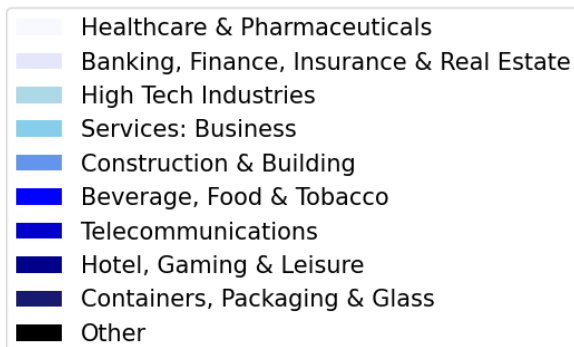 Healthcare & Pharmaceuticals
Banking, Finance, Insurance & Real Estate
High Tech Industries
Services: Business
Construction & Building
Beverage, Food & Tobacco
Telecommunications
Hotel, Gaming & Leisure
Containers, Packaging & Glass
Other